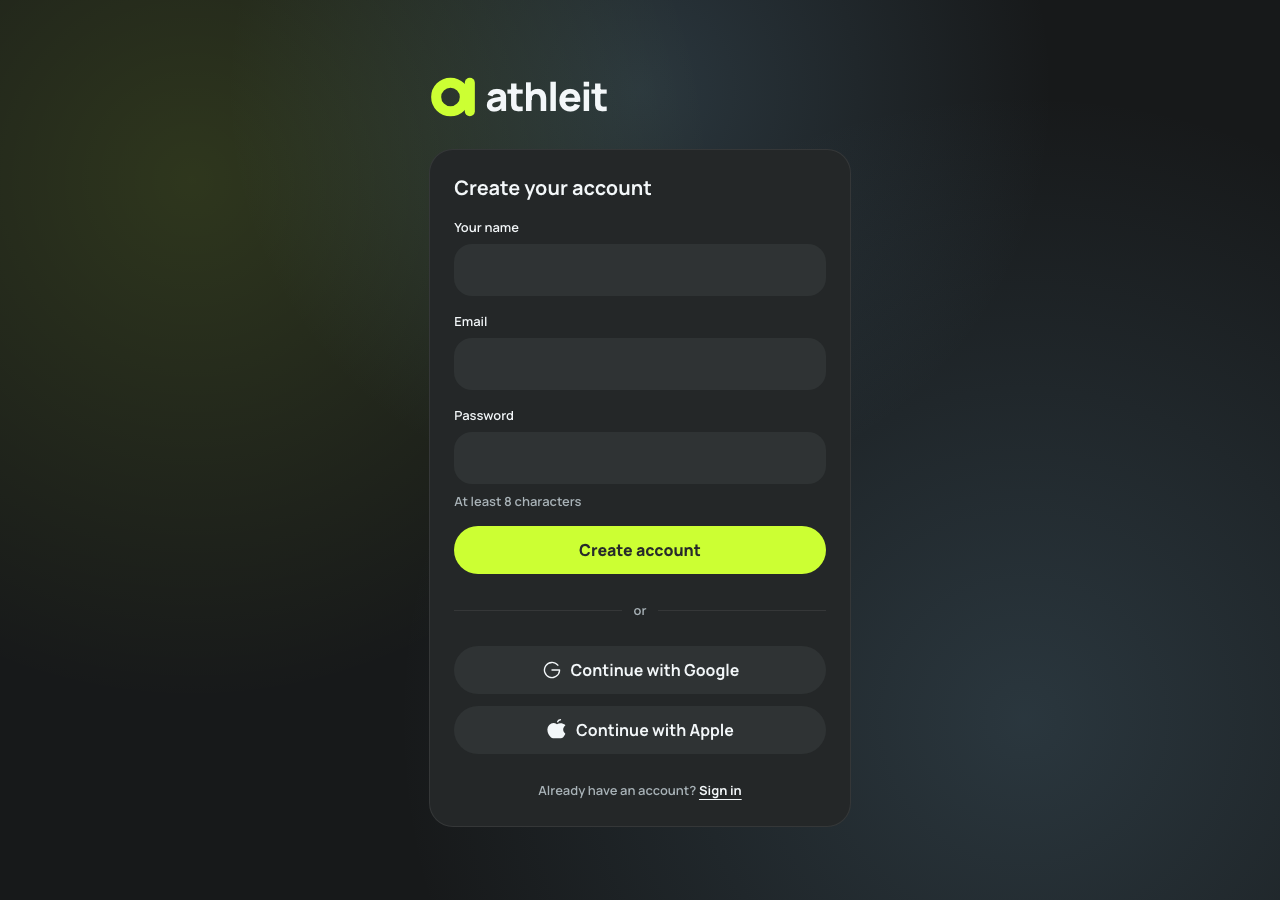 athleit
Create your account
Your name
Email
Password
At least 8 characters
Create account
or
Continue with Google
Continue with Apple
Already have an account? Sign in